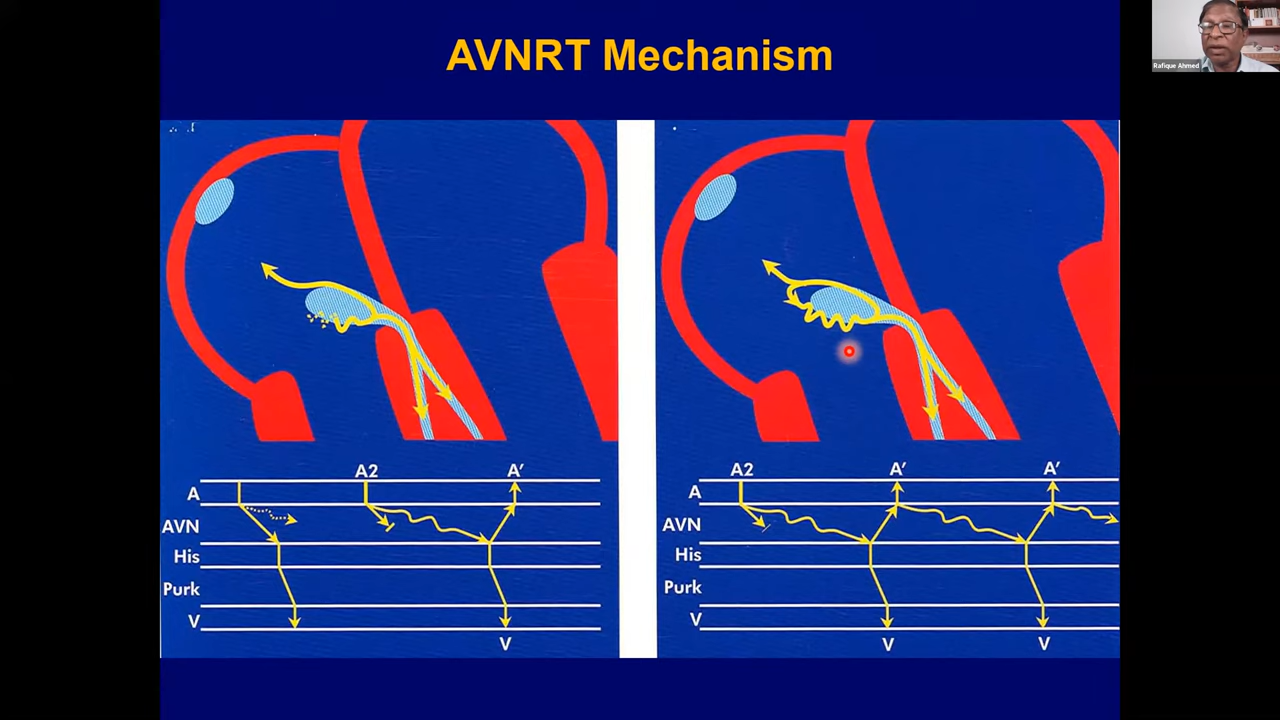 AVNRT Mechanism
Rafique Ahmed
A2
A′
A
AVN
His
Purk
V
V
A2
A′
A′
A
AVN
His
Purk
V
V
V